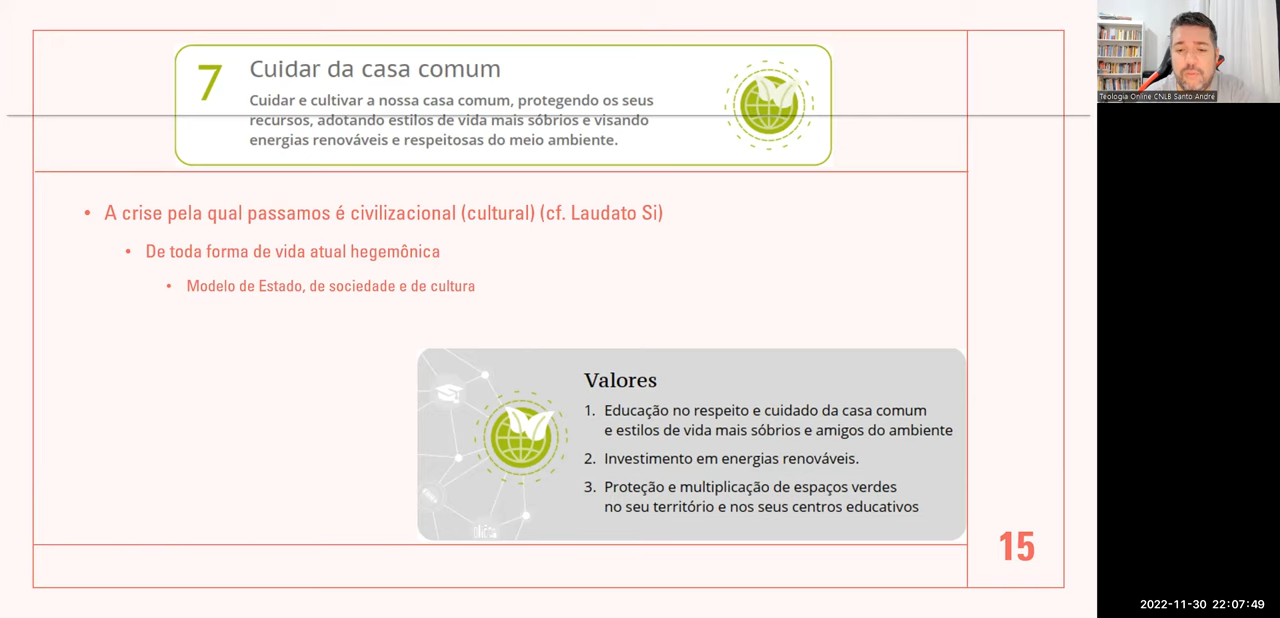 7
Cuidar da casa comum
Cuidar e cultivar a nossa casa comum, protegendo os seus
recursos, adotando estilos de vida mais sóbrios e visando
energias renováveis e respeitosas do meio ambiente.
Teologia Online CNLB Santo André
• A crise pela qual passamos é civilizacional (cultural) (cf. Laudato Si)
• De toda forma de vida atual hegemônica
• Modelo de Estado, de sociedade e de cultura
Valores
1. Educação no respeito e cuidado da casa comum
e estilos de vida mais sóbrios e amigos do ambiente
2. Investimento em energias renováveis.
3. Proteção e multiplicação de espaços verdes
no seu território e nos seus centros educativos
15
2022-11-30 22:07:49